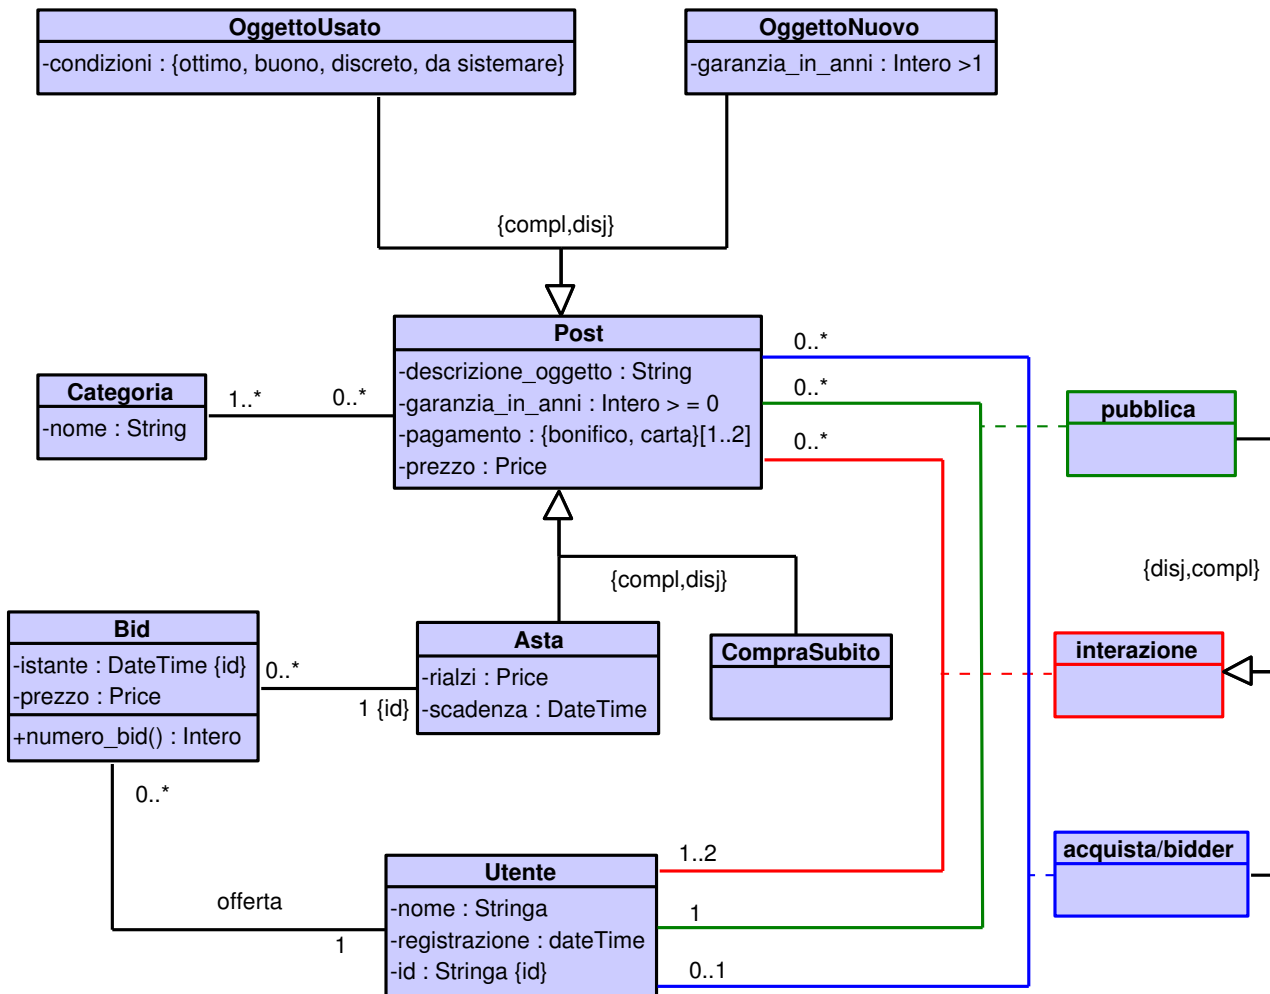 OggettoUsato
-condizioni : {ottimo, buono, discreto, da sistemare}
OggettoNuovo
-garanzia_in_anni : Intero >1
{compl,disj}
Post
-descrizione_oggetto : String
-garanzia_in_anni : Intero > = 0
-pagamento : {bonifico, carta}[1..2]
-prezzo : Price
Categoria
-nome : String
1..*
0..*
0..*
0..*
0..*
pubblica
{compl,disj}
{disj,compl}
Bid
-istante : DateTime {id}
-prezzo : Price
+numero_bid() : Intero
0..*
1 {id}
Asta
-rialzi : Price
-scadenza : DateTime
CompraSubito
interazione
0..*
offerta
1
Utente
-nome : Stringa
-registrazione : dateTime
-id : Stringa {id}
1..2
1
0..1
acquista/bidder